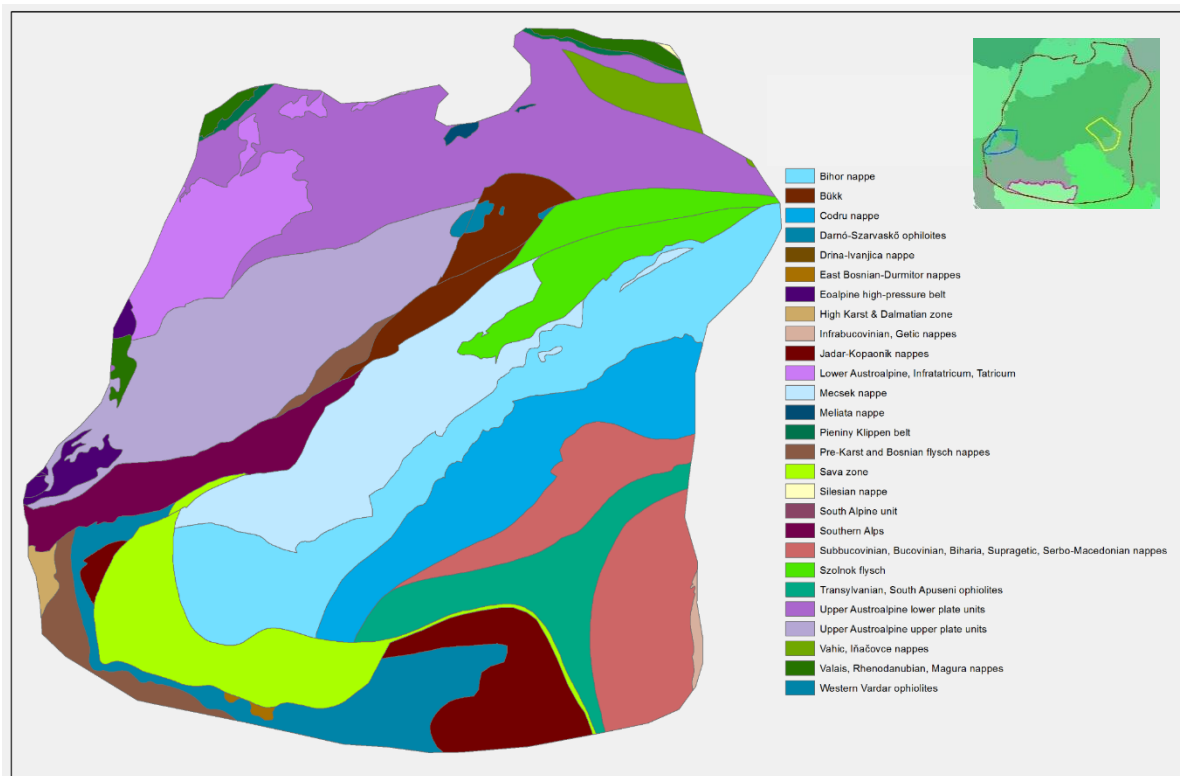 Bihor nappe
Bükk
Codru nappe
Darnó-Szarvaskő ophiloites
Drina-Ivanjica nappe
East Bosnian-Durmitor nappes
Eoalpine high-pressure belt
High Karst & Dalmatian zone
Infrabucovinian, Getic nappes
Jadar-Kopaonik nappes
Lower Austroalpine, Infratatricum, Tatricum
Mecsek nappe
Meliata nappe
Pieniny Klippen belt
Pre-Karst and Bosnian flysch nappes
Sava zone
Silesian nappe
South Alpine unit
Southern Alps
Subbucovinian, Bucovinian, Biharia, Supragetic, Serbo-Macedonian nappes
Szolnok flysch
Transylvanian, South Apuseni ophiolites
Upper Austroalpine lower plate units
Upper Austroalpine upper plate units
Vahic, Iňačovce nappes
Valais, Rhenodanubian, Magura nappes
Western Vardar ophiolites